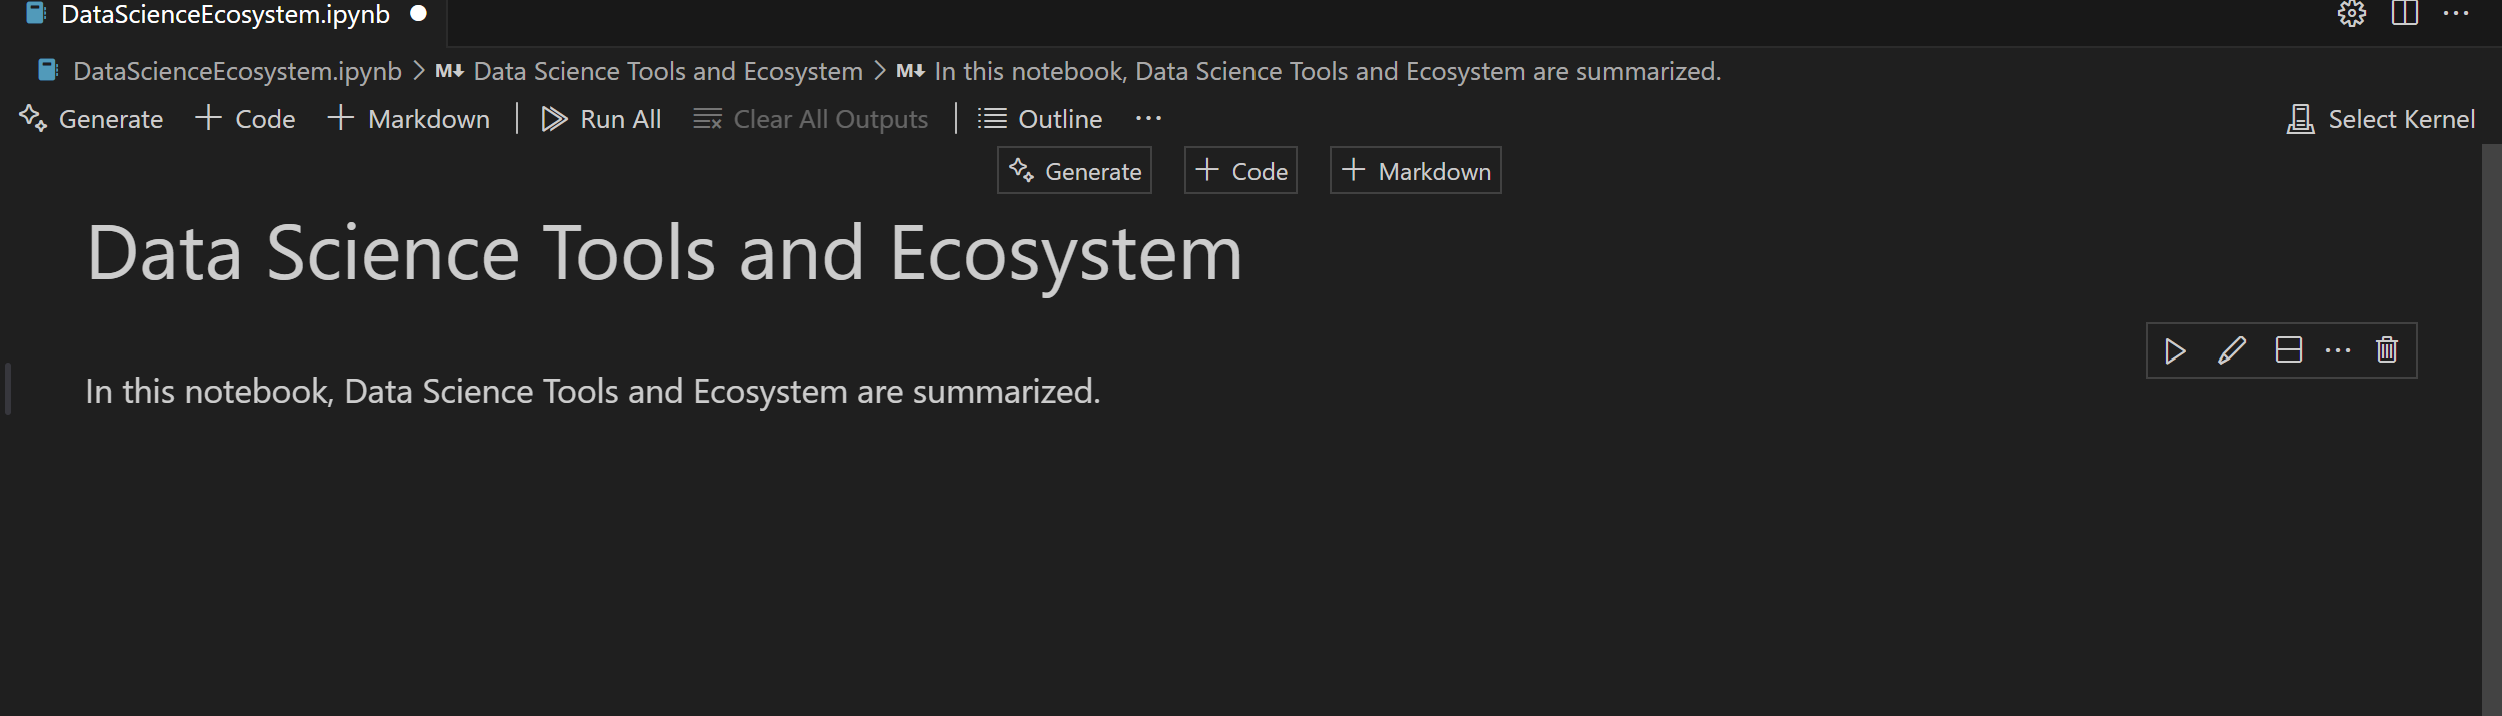 DataScienceEcosystem.ipynb
DataScienceEcosystem.ipynb > M↓ Data Science Tools and Ecosystem > M↓ In this notebook, Data Science Tools and Ecosystem are summarized.
Generate + Code + Markdown | Run All Clear All Outputs | Outline ... Select Kernel
Generate + Code + Markdown
Data Science Tools and Ecosystem
In this notebook, Data Science Tools and Ecosystem are summarized.